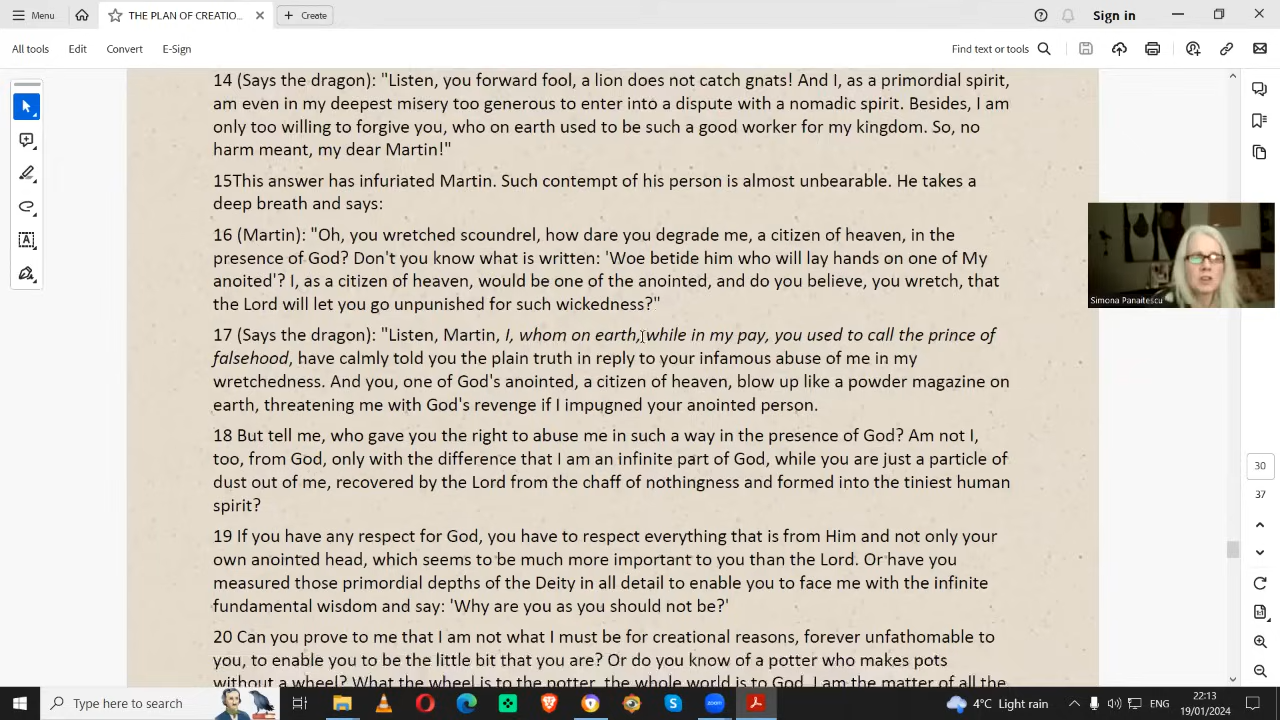 Menu
THE PLAN OF CREATIO...
Create
Sign in
All tools
Edit
Convert
E-Sign
Find text or tools
14 (Says the dragon): "Listen, you forward fool, a lion does not catch gnats! And I, as a primordial spirit,
am even in my deepest misery too generous to enter into a dispute with a nomadic spirit. Besides, I am
only too willing to forgive you, who on earth used to be such a good worker for my kingdom. So, no
harm meant, my dear Martin!"
15This answer has infuriated Martin. Such contempt of his person is almost unbearable. He takes a
deep breath and says:
16 (Martin): "Oh, you wretched scoundrel, how dare you degrade me, a citizen of heaven, in the
presence of God? Don't you know what is written: 'Woe betide him who will lay hands on one of My
anoited'? I, as a citizen of heaven, would be one of the anointed, and do you believe, you wretch, that
the Lord will let you go unpunished for such wickedness?"
17 (Says the dragon): "Listen, Martin, I, whom on earth, while in my pay, you used to call the prince of
falsehood, have calmly told you the plain truth in reply to your infamous abuse of me in my
wretchedness. And you, one of God's anointed, a citizen of heaven, blow up like a powder magazine on
earth, threatening me with God's revenge if I impugned your anointed person.
18 But tell me, who gave you the right to abuse me in such a way in the presence of God? Am not I,
too, from God, only with the difference that I am an infinite part of God, while you are just a particle of
dust out of me, recovered by the Lord from the chaff of nothingness and formed into the tiniest human
spirit?
19 If you have any respect for God, you have to respect everything that is from Him and not only your
own anointed head, which seems to be much more important to you than the Lord. Or have you
measured those primordial depths of the Deity in all detail to enable you to face me with the infinite
fundamental wisdom and say: 'Why are you as you should not be?'
20 Can you prove to me that I am not what I must be for creational reasons, forever unfathomable to
you, to enable you to be the little bit that you are? Or do you know of a potter who makes pots
without a wheel? What the wheel is to the potter, the whole world is to God. I am the matter of all the
Simona Panaitescu
30
37
Type here to search
4°C Light rain
ENG
22:13
19/01/2024